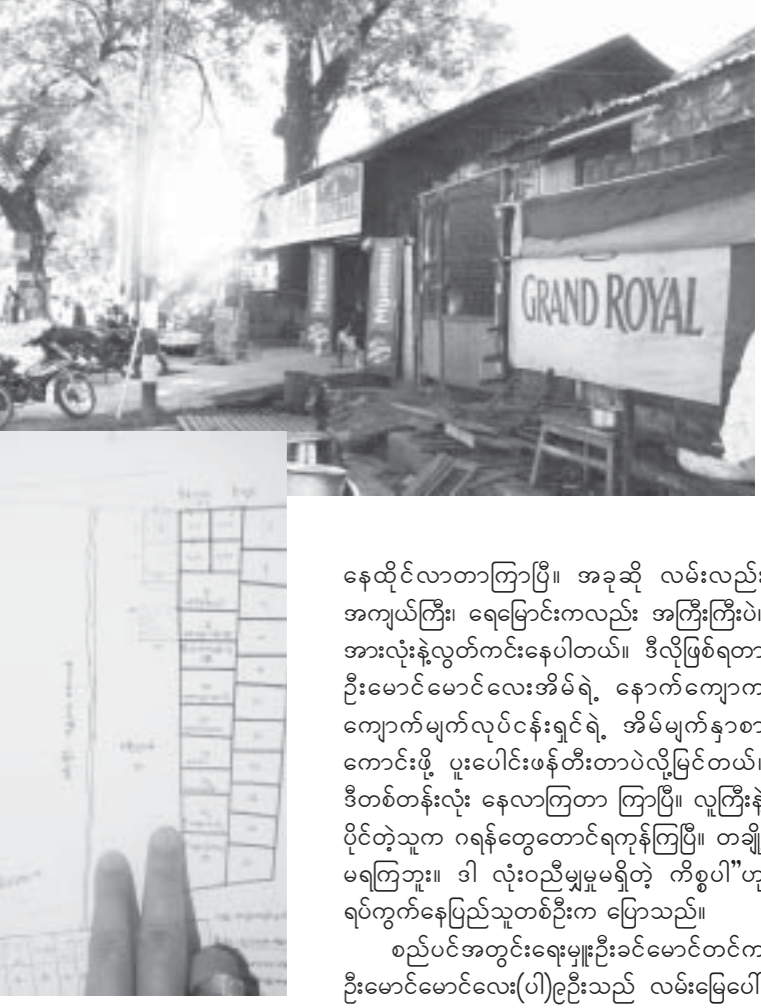 GRAND ROYAL
နေထိုင်လာတာကြာပြီ။ အခုဆို လမ်းလည်း
အကျယ်ကြီး၊ ရေမြောင်းကလည်း အကြီးကြီးပဲ၊
အားလုံးနဲ့လွတ်ကင်းနေပါတယ်။ ဒီလိုဖြစ်ရတာ
ဦးမောင်မောင်လေးအိမ်ရဲ့ နောက်ကျောက
ကျောက်မျက်လုပ်ငန်းရှင်ရဲ့ အိမ်မျက်နှာစာ
ကောင်းဖို့ ပူးပေါင်းဖန်တီးတာပဲလို့မြင်တယ်။
ဒီတစ်တန်းလုံး နေလာကြတာ ကြာပြီ။ လူကြီးနဲ့
ပိုင်တဲ့သူက ဂရန်တွေတောင်ရကုန်ကြပြီ။ တချို့
မရကြဘူး။ ဒါ လုံးဝညီမျှမှုမရှိတဲ့ ကိစ္စပါ”ဟု
ရပ်ကွက်နေပြည်သူတစ်ဦးက ပြောသည်။
စည်ပင်အတွင်းရေးမှူးဦးခင်မောင်တင်က
ဦးမောင်မောင်လေး(ပါ)၉ဦးသည် လမ်းမြေပေါ်